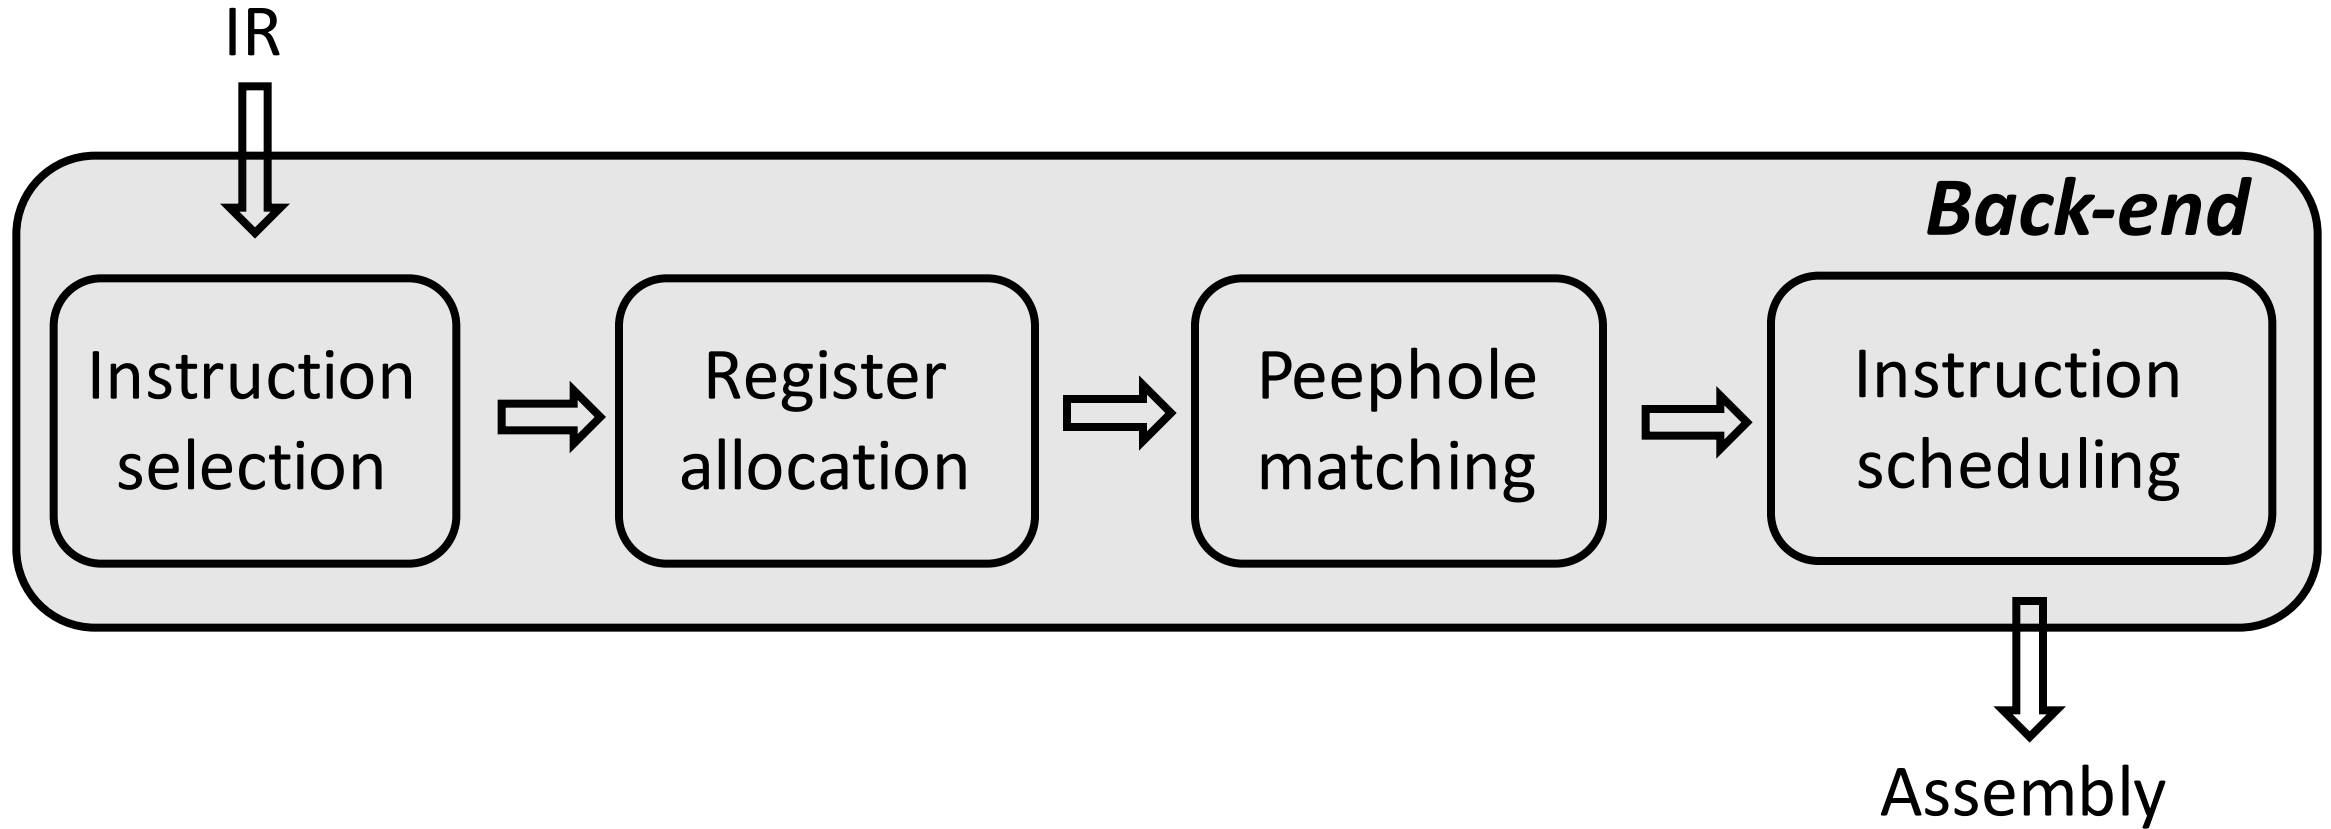 IR
Back-end
Instruction
selection
Register
allocation
Peephole
matching
Instruction
scheduling
Assembly